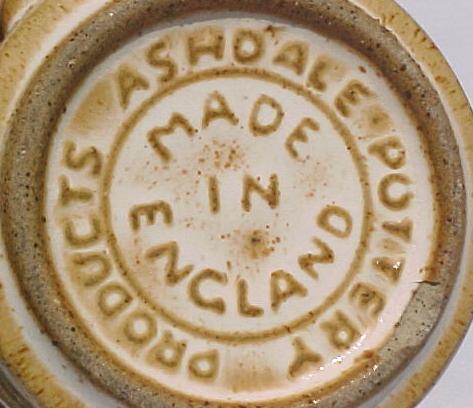 ASHDALE · POTTERY PRODUCTS
MADE
IN
ENGLAND